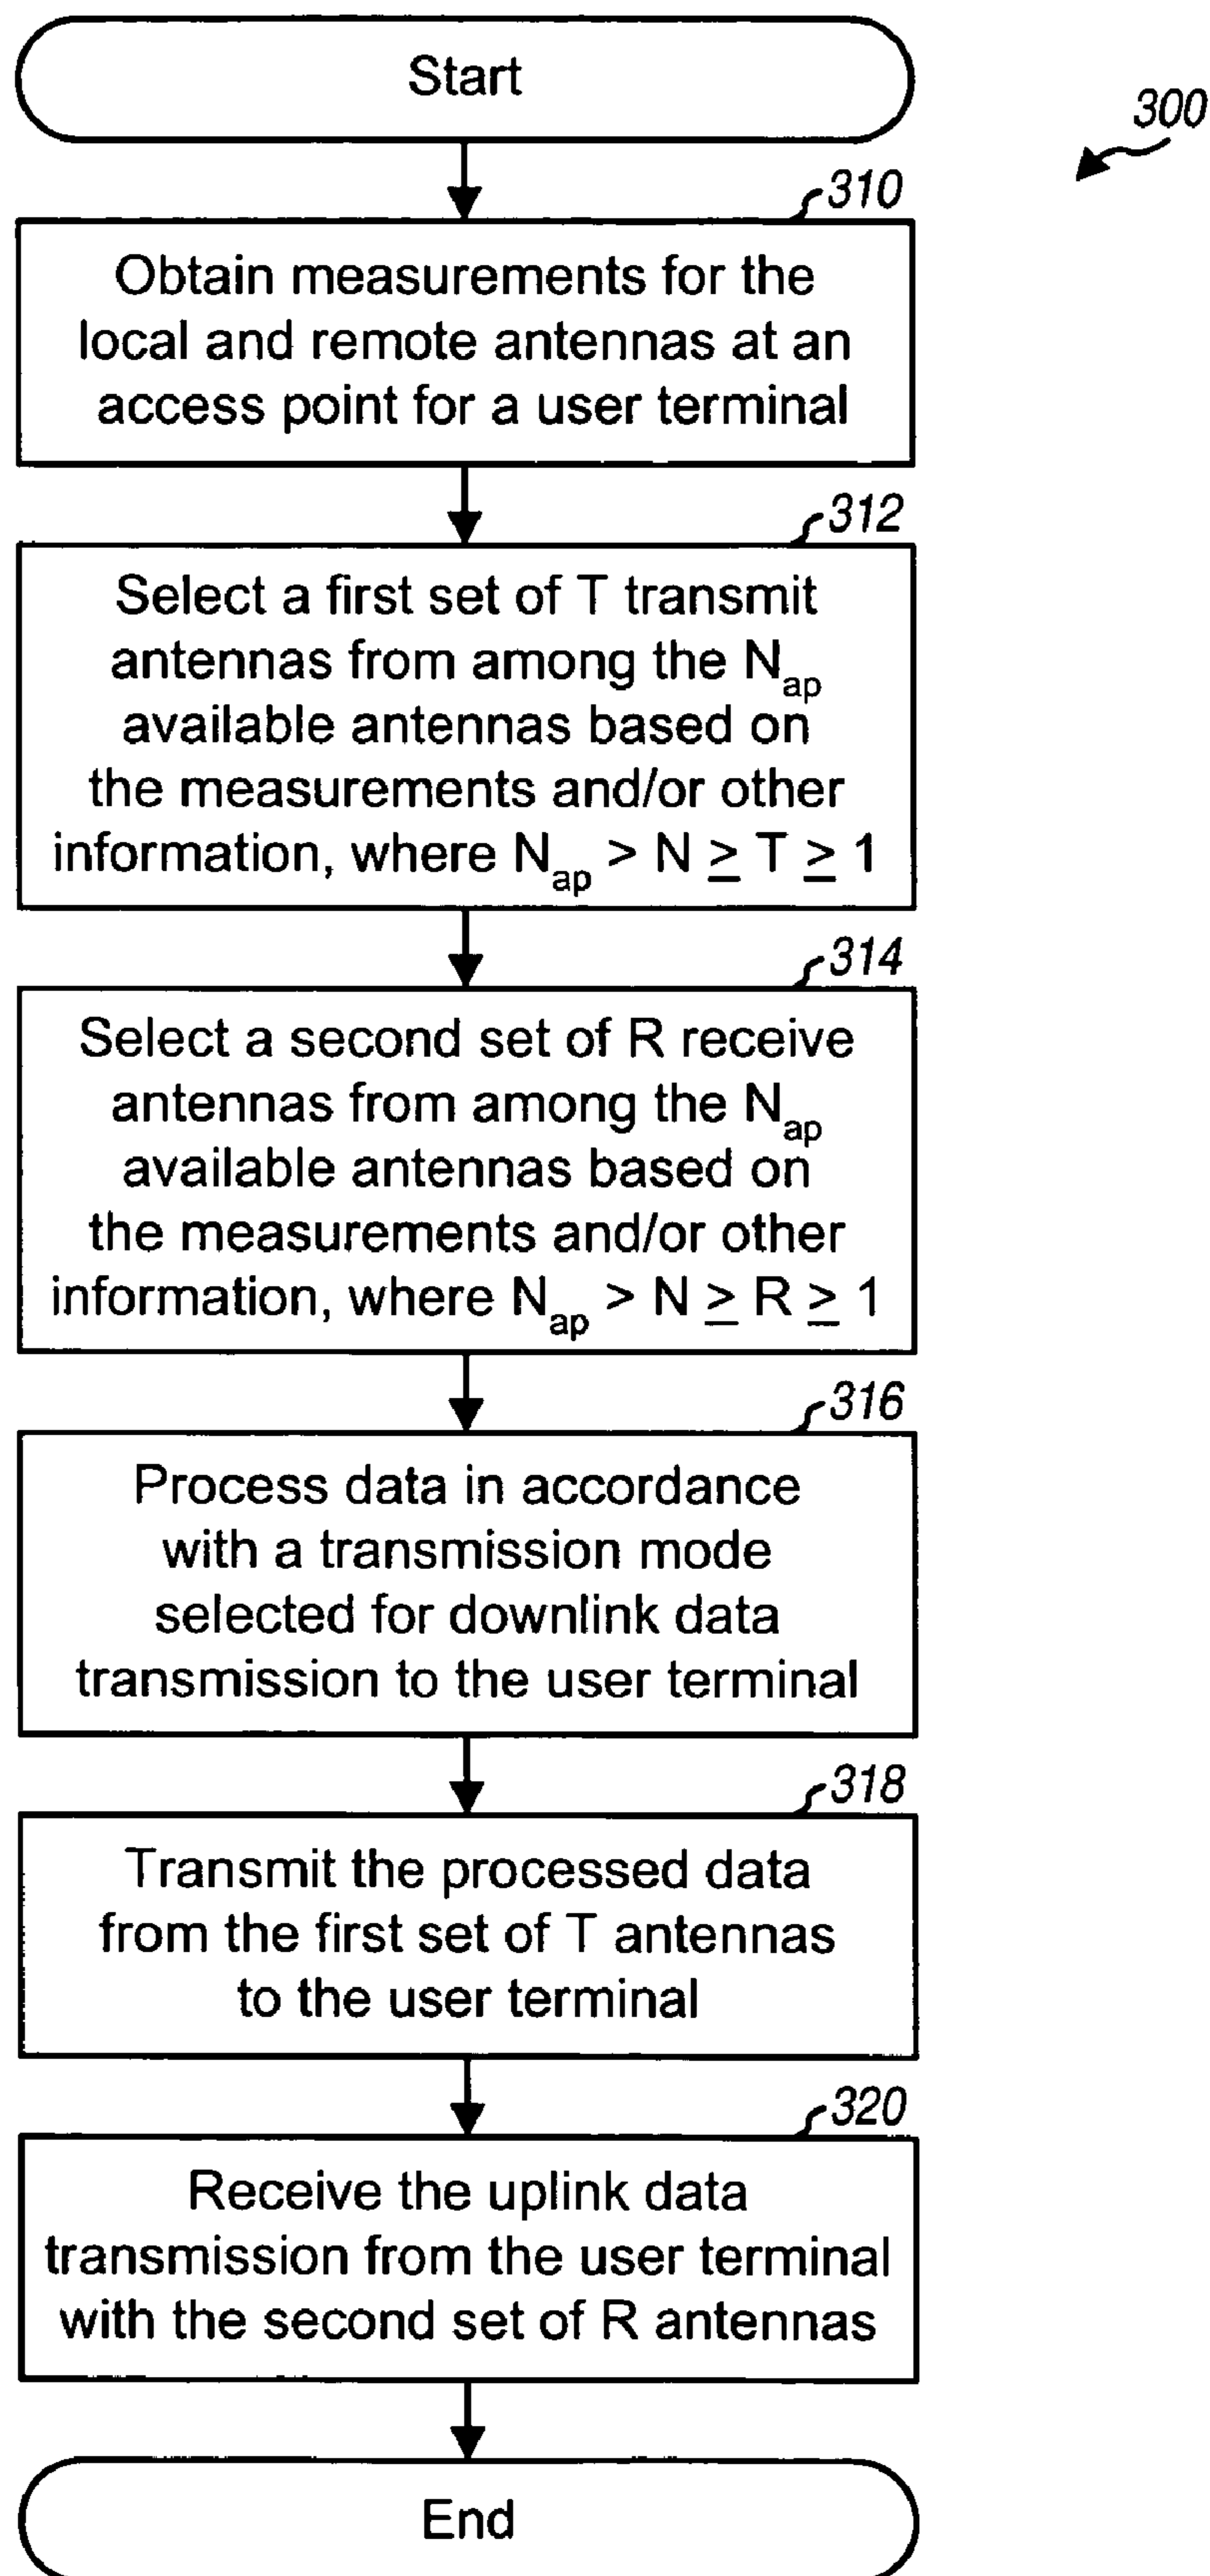 Start
300
310
Obtain measurements for the
local and remote antennas at an
access point for a user terminal
312
Select a first set of T transmit
antennas from among the Nap
available antennas based on
the measurements and/or other
information, where Nap > N ≥ T ≥ 1
314
Select a second set of R receive
antennas from among the Nap
available antennas based on
the measurements and/or other
information, where Nap > N ≥ R ≥ 1
316
Process data in accordance
with a transmission mode
selected for downlink data
transmission to the user terminal
318
Transmit the processed data
from the first set of T antennas
to the user terminal
320
Receive the uplink data
transmission from the user terminal
with the second set of R antennas
End